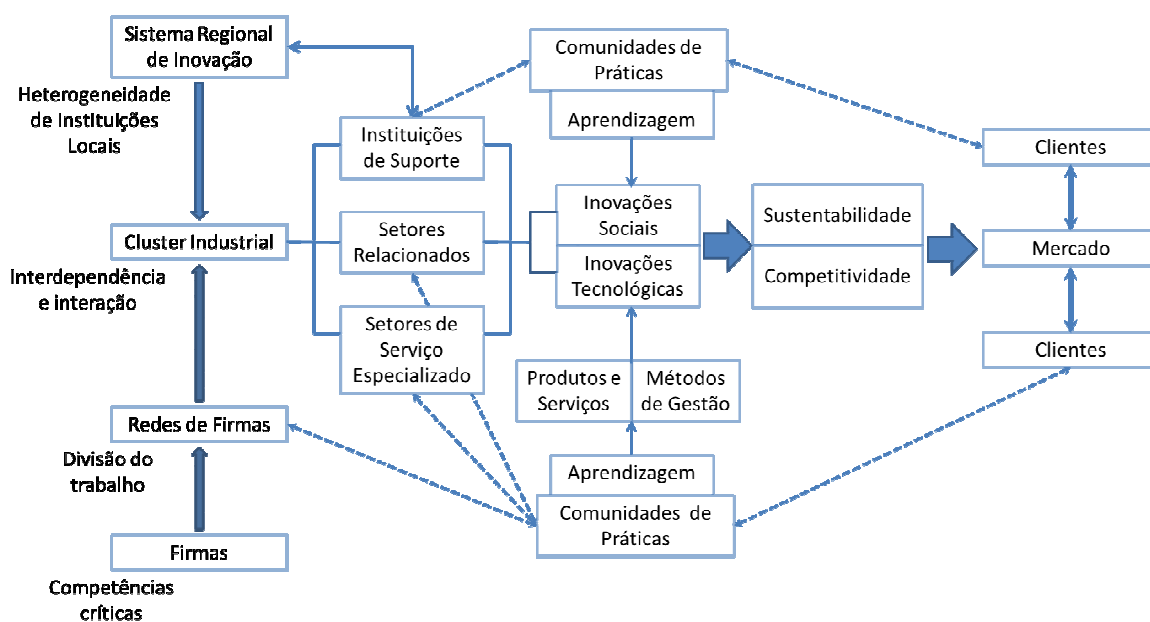 Sistema Regional
de Inovação
Heterogeneidade
de Instituições
Locais
Cluster Industrial
Interdependência
e interação
Redes de Firmas
Divisão do
trabalho
Firmas
Competências
críticas
Instituições
de Suporte
Setores
Relacionados
Setores de
Serviço
Especializado
Comunidades de
Práticas
Aprendizagem
Inovações
Sociais
Inovações
Tecnológicas
Produtos e
Serviços
Métodos
de Gestão
Aprendizagem
Comunidades de
Práticas
Sustentabilidade
Competitividade
Clientes
Mercado
Clientes